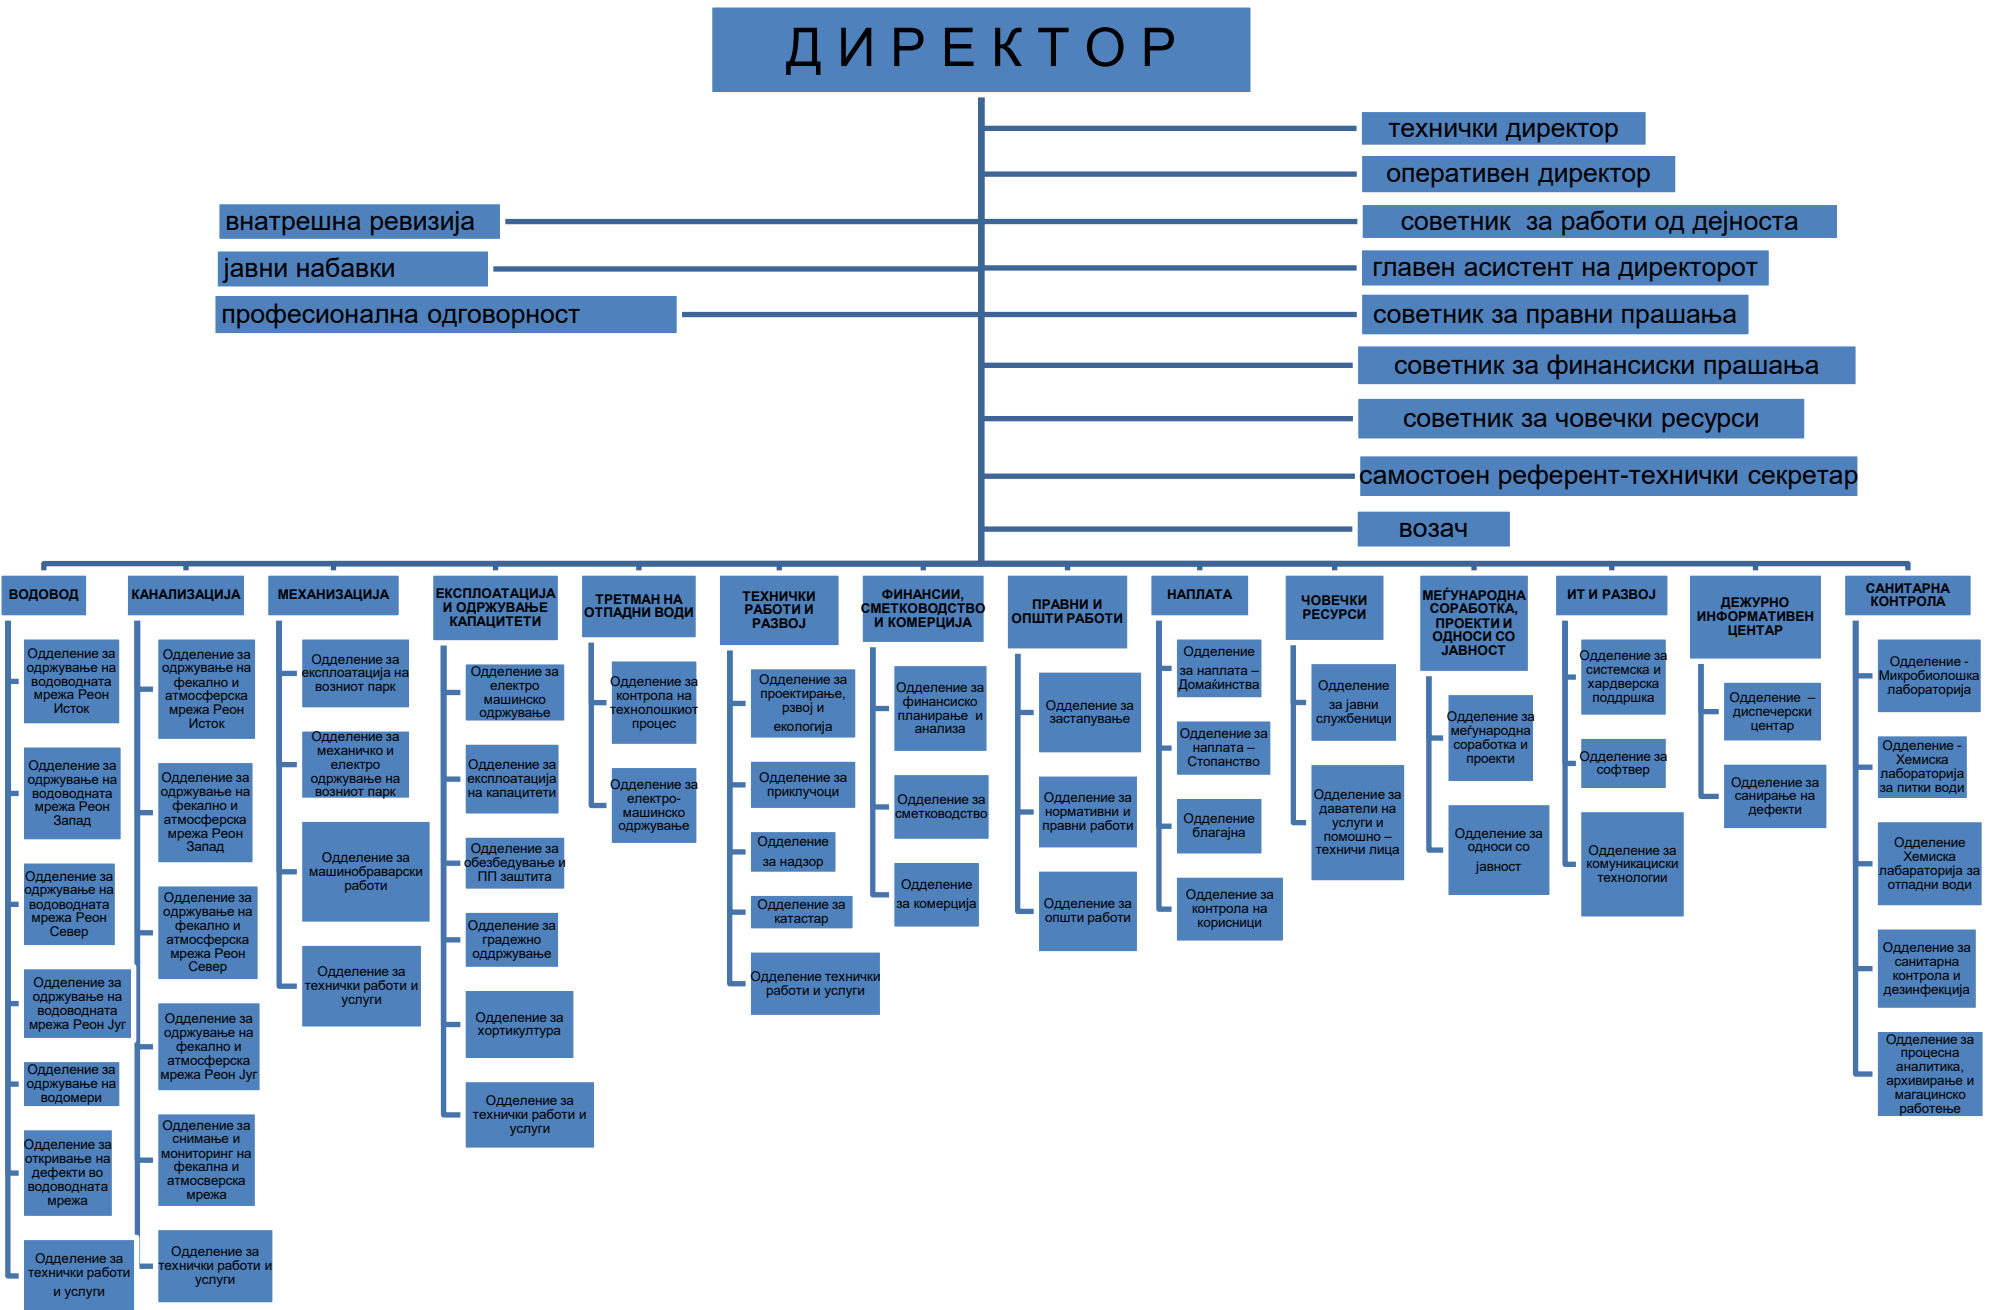 Д И Р Е К Т О Р
технички директор
оперативен директор
внатрешна ревизија
советник за работи од дејноста
јавни набавки
главен асистент на директорот
професионална одговорност
советник за правни прашања
советник за финансиски прашања
советник за човечки ресурси
самостоен референт-технички секретар
возач
ВОДОВОД
Одделение за
одржување на
водоводната
мрежа Реон
Исток
Одделение за
одржување на
водоводната
мрежа Реон
Запад
Одделение за
одржување на
водоводната
мрежа Реон
Север
Одделение за
одржување на
водоводната
мрежа Реон Југ
Одделение за
одржување на
водомери
Одделение за
откривање на
дефекти во
водоводната
мрежа
Одделение за
технички работи
и услуги
КАНАЛИЗАЦИЈА
Одделение за
одржување на
фекално и
атмосферска
мрежа Реон
Исток
Одделение за
одржување на
фекално и
атмосферска
мрежа Реон
Запад
Одделение за
одржување на
фекално и
атмосферска
мрежа Реон
Север
Одделение за
одржување на
фекално и
атмосферска
мрежа Реон Југ
Одделение за
снимање и
мониторинг на
фекална и
атмосверска
мрежа
Одделение за
технички работи и
услуги
МЕХАНИЗАЦИЈА
Одделение за
експлоатација на
возниот парк
Одделение за
механичко и
електро
одржување на
возниот парк
Одделение за
машинобраварски
работи
Одделение за
технички работи и
услуги
ЕКСПЛОАТАЦИЈА
И ОДРЖУВАЊЕ
КАПАЦИТЕТИ
Одделение за
електро
машинско
одржување
Одделение за
експлоатација
на капацитети
Одделение за
обезбедување и
ПП заштита
Одделение за
градежно
оддржување
Одделение за
хортикултура
Одделение за
технички работи и
услуги
ТРЕТМАН НА
ОТПАДНИ ВОДИ
Одделение за
контрола на
технолошкиот
процес
Одделение за
електро-
машинско
одржување
ТЕХНИЧКИ
РАБОТИ И
РАЗВОЈ
Одделение за
проектирање,
рзвој и
екологија
Одделение за
приклучоци
Одделение
за надзор
Одделение за
катастар
Одделение технички
работи и услуги
ФИНАНСИИ,
СМЕТКОВОДСТВО
И КОМЕРЦИЈА
Одделение за
финансиско
планирање и
анализа
Одделение за
сметководство
Одделение
за комерција
ПРАВНИ И
ОПШТИ РАБОТИ
Одделение за
застапување
Одделение за
нормативни и
правни работи
Одделение за
општи работи
НАПЛАТА
Одделение
за наплата –
Домаќинства
Одделение за
наплата –
Стопанство
Одделение
благајна
Одделение за
контрола на
корисници
ЧОВЕЧКИ
РЕСУРСИ
Одделение
за јавни
службеници
Одделение за
даватели на
услуги и
помошно –
техничи лица
МЕЃУНАРОДНА
СОРАБОТКА,
ПРОЕКТИ И
ОДНОСИ СО
ЈАВНОСТ
Одделение за
меѓународна
соработка и
проекти
Одделение за
односи со
јавност
ИТ И РАЗВОЈ
Одделение за
системска и
хардверска
поддршка
Одделение за
софтвер
Одделение за
комуникациски
технологии
ДЕЖУРНО
ИНФОРМАТИВЕН
ЦЕНТАР
Одделение –
диспечерски
центар
Одделение за
санирање на
дефекти
САНИТАРНА
КОНТРОЛА
Одделение -
Микробиолошка
лабораторија
Одделение -
Хемиска
лабораторија
за питки води
Одделение
Хемиска
лабараторија за
отпадни води
Одделение за
санитарна
контрола и
дезинфекција
Одделение за
процесна
аналитика,
архивирање и
магацинско
работење